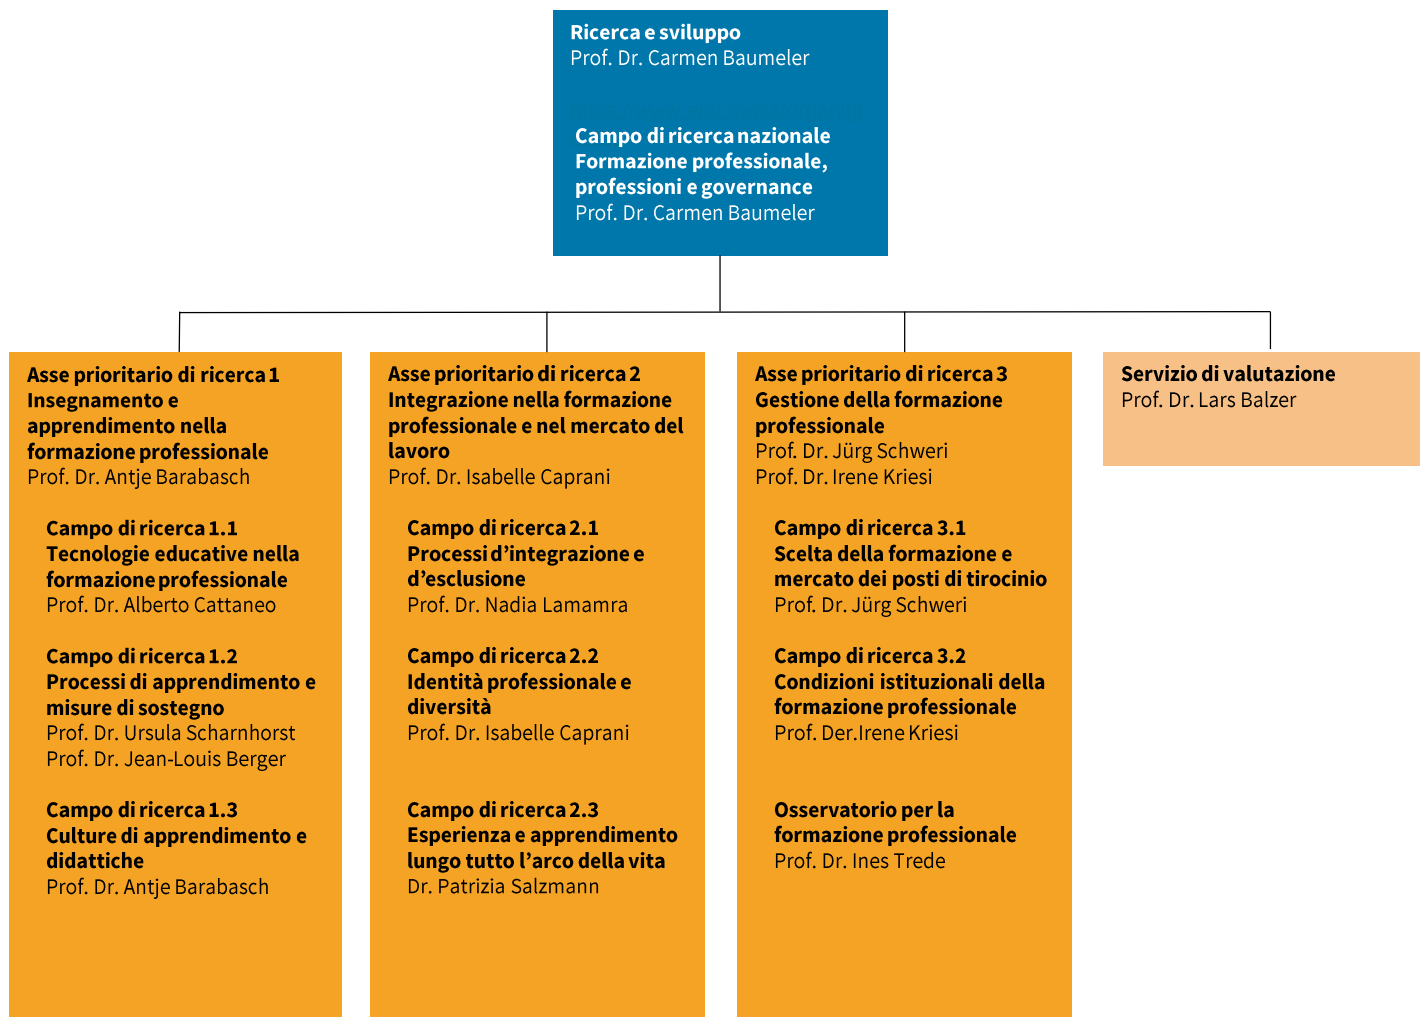 Ricerca e sviluppo
Prof. Dr. Carmen Baumeler
Campo di ricerca nazionale
Formazione professionale,
professioni e governance
Prof. Dr. Carmen Baumeler
Asse prioritario di ricerca 1
Insegnamento e
apprendimento nella
formazione professionale
Prof. Dr. Antje Barabasch
Campo di ricerca 1.1
Tecnologie educative nella
formazione professionale
Prof. Dr. Alberto Cattaneo
Campo di ricerca 1.2
Processi di apprendimento e
misure di sostegno
Prof. Dr. Ursula Scharnhorst
Prof. Dr. Jean-Louis Berger
Campo di ricerca 1.3
Culture di apprendimento e
didattiche
Prof. Dr. Antje Barabasch
Asse prioritario di ricerca 2
Integrazione nella formazione
professionale e nel mercato del
lavoro
Prof. Dr. Isabelle Caprani
Campo di ricerca 2.1
Processi d’integrazione e
d’esclusione
Prof. Dr. Nadia Lamamra
Campo di ricerca 2.2
Identità professionale e
diversità
Prof. Dr. Isabelle Caprani
Campo di ricerca 2.3
Esperienza e apprendimento
lungo tutto l’arco della vita
Dr. Patrizia Salzmann
Asse prioritario di ricerca 3
Gestione della formazione
professionale
Prof. Dr. Jürg Schweri
Prof. Dr. Irene Kriesi
Campo di ricerca 3.1
Scelta della formazione e
mercato dei posti di tirocinio
Prof. Dr. Jürg Schweri
Campo di ricerca 3.2
Condizioni istituzionali della
formazione professionale
Prof. Der.Irene Kriesi
Osservatorio per la
formazione professionale
Prof. Dr. Ines Trede
Servizio di valutazione
Prof. Dr. Lars Balzer